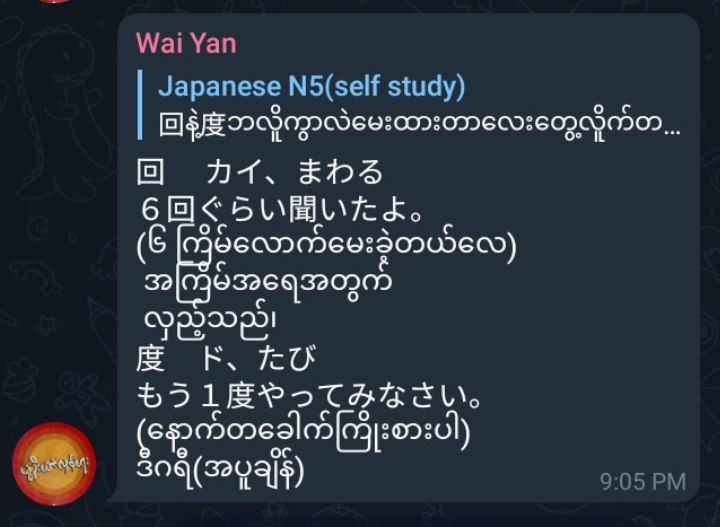 Wai Yan
Japanese N5(self study)
回နဲ့度ဘလိူကွာလဲမေးထားတာလေးတွေ့လိူက်တ...
回 カイ、まわる
６回ぐらい聞いたよ。
(၆ ကြိမ်လောက်မေးခဲ့တယ်လေ)
အကြိမ်အရေအတွက်
လှည့်သည်၊
度 ド、たび
もう１度やってみなさい。
(နောက်တခေါက်ကြိုးစားပါ)
ဒီဂရီ(အပူချိန်)
9:05 PM